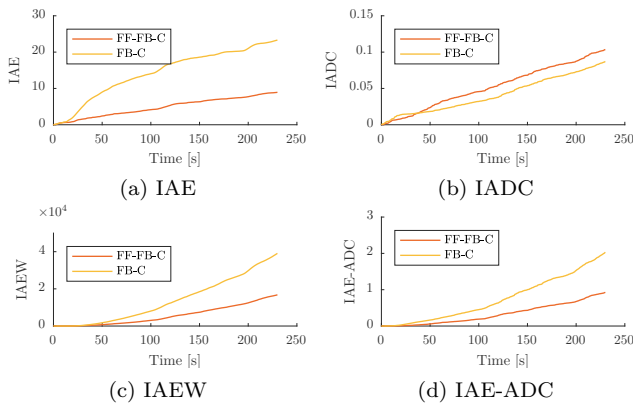 30
20
10
0
IAE
FF-FB-C
FB-C
0 50 100 150 200 250
Time [s]
(a) IAE
0.15
0.1
0.05
0
IADC
FF-FB-C
FB-C
0 50 100 150 200 250
Time [s]
(b) IADC
×10⁴
4
2
0
IAEW
FF-FB-C
FB-C
0 50 100 150 200 250
Time [s]
(c) IAEW
3
2
1
0
IAE-ADC
FF-FB-C
FB-C
0 50 100 150 200 250
Time [s]
(d) IAE-ADC